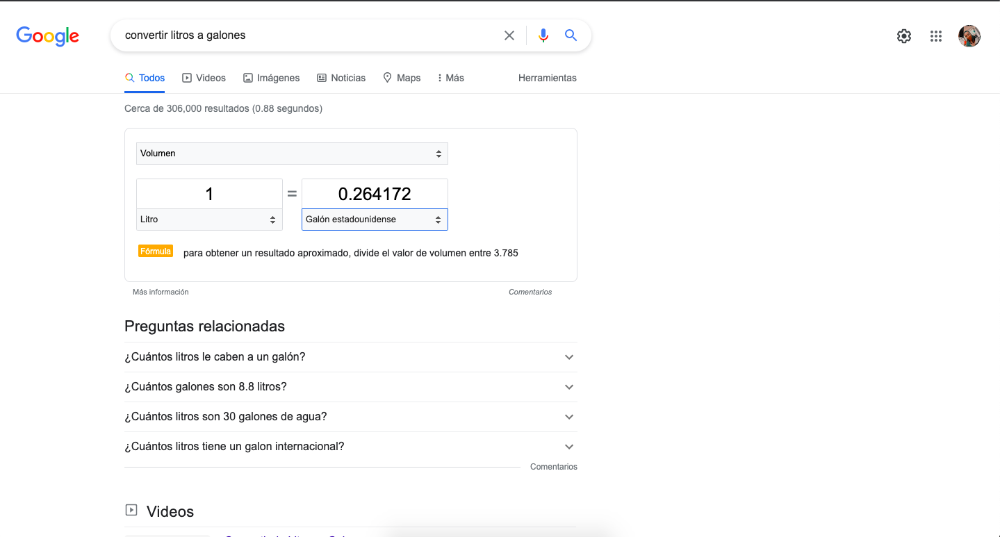 Google
convertir litros a galones
Todos Videos Imágenes Noticias Maps Más Herramientas
Cerca de 306,000 resultados (0.88 segundos)
Volumen
1 = 0.264172
Litro Galón estadounidense
Fórmula para obtener un resultado aproximado, divide el valor de volumen entre 3.785
Más información Comentarios
Preguntas relacionadas
¿Cuántos litros le caben a un galón?
¿Cuántos galones son 8.8 litros?
¿Cuántos litros son 30 galones de agua?
¿Cuántos litros tiene un galon internacional?
Comentarios
Videos